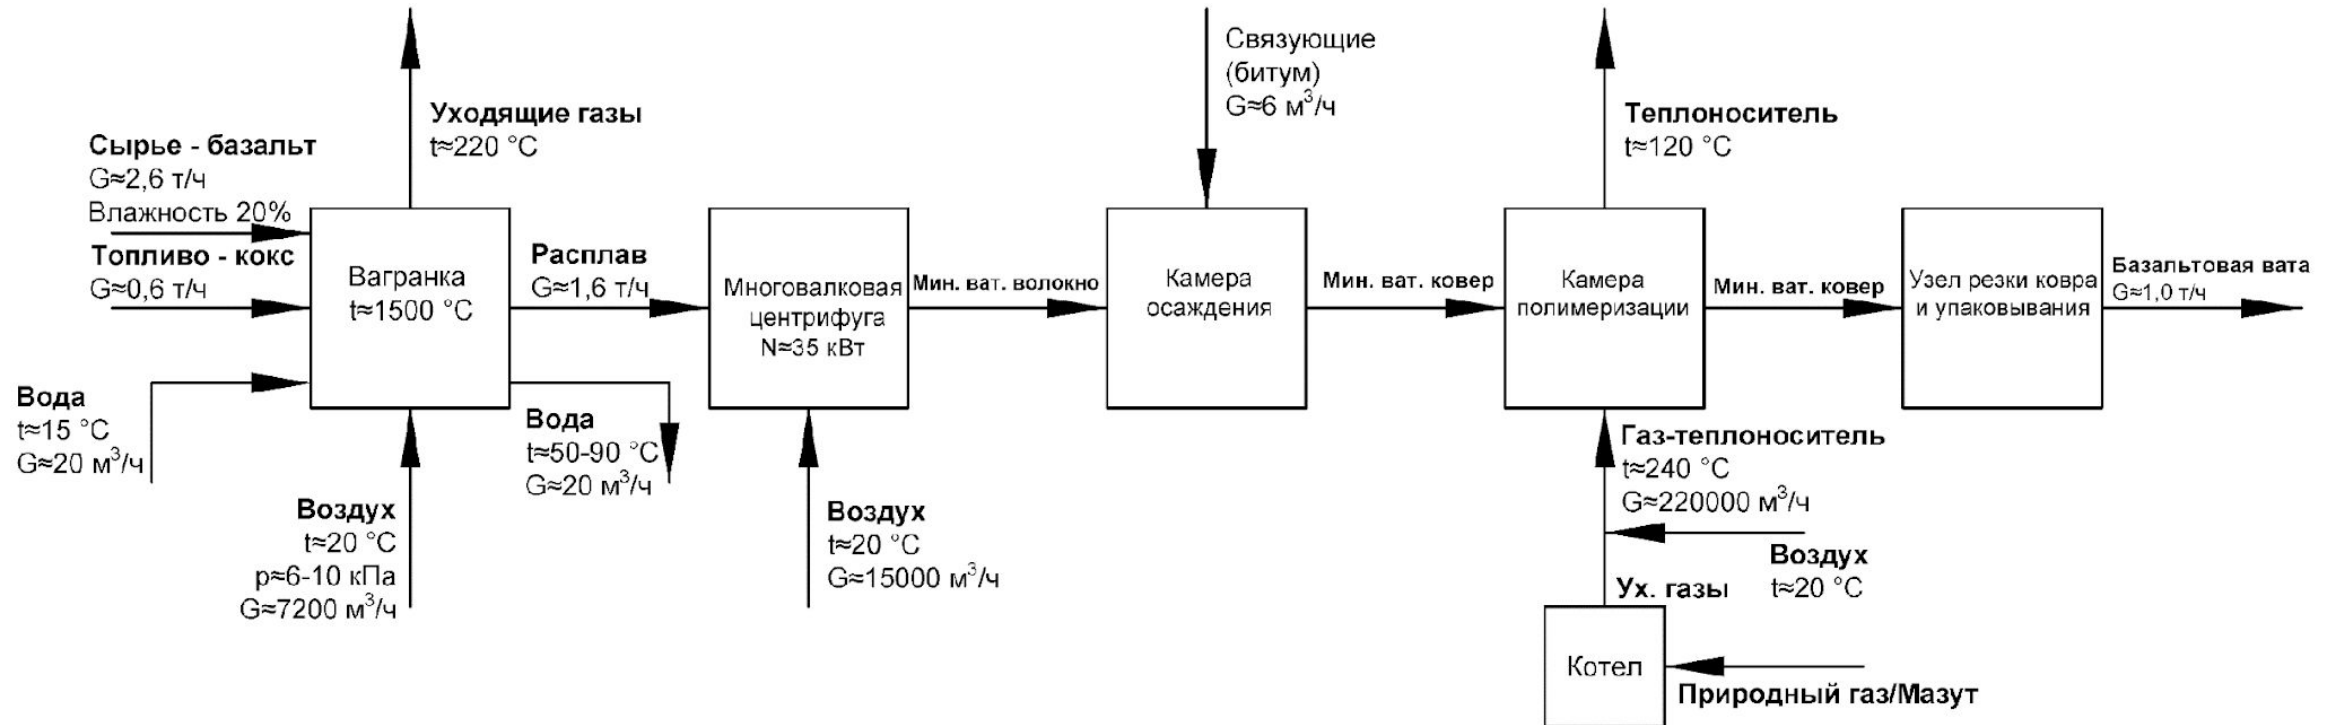 Сырье - базальт
G≈2,6 т/ч
Влажность 20%
Топливо - кокс
G≈0,6 т/ч
Вода
t≈15 °C
G≈20 м³/ч
Уходящие газы
t≈220 °C
Вагранка
t≈1500 °C
Воздух
t≈20 °C
p≈6-10 кПа
G≈7200 м³/ч
Расплав
G≈1,6 т/ч
Вода
t≈50-90 °C
G≈20 м³/ч
Многовалковая
центрифуга
N≈35 кВт
Воздух
t≈20 °C
G≈15000 м³/ч
Мин. ват. волокно
Связующие
(битум)
G≈6 м³/ч
Камера
осаждения
Мин. ват. ковер
Теплоноситель
t≈120 °C
Камера
полимеризации
Газ-теплоноситель
t≈240 °C
G≈220000 м³/ч
Воздух
t≈20 °C
Ух. газы
Котел
Природный газ/Мазут
Мин. ват. ковер
Узел резки ковра
и упаковывания
Базальтовая вата
G≈1,0 т/ч